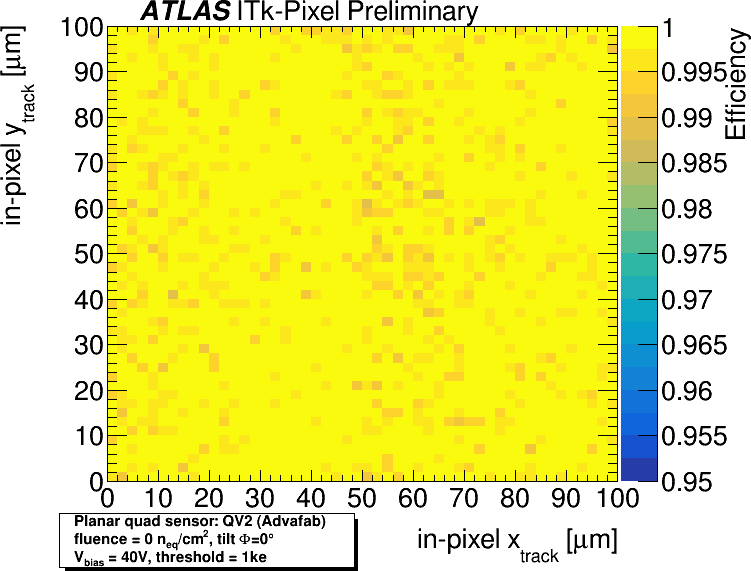 ATLAS ITk-Pixel Preliminary
in-pixel y_track [μm]
100
90
80
70
60
50
40
30
20
10
0
0 10 20 30 40 50 60 70 80 90 100
in-pixel x_track [μm]
1
0.995
0.99
0.985
0.98
0.975
0.97
0.965
0.96
0.955
0.95
Efficiency
Planar quad sensor: QV2 (Advafab)
fluence = 0 n_eq/cm², tilt Φ=0°
V_bias = 40V, threshold = 1ke